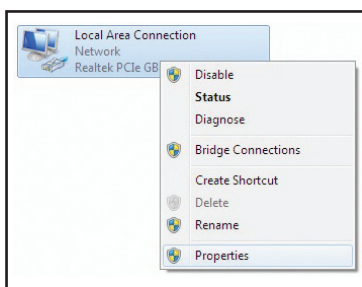 Local Area Connection
Network
Realtek PCIe GB
Disable
Status
Diagnose
Bridge Connections
Create Shortcut
Delete
Rename
Properties